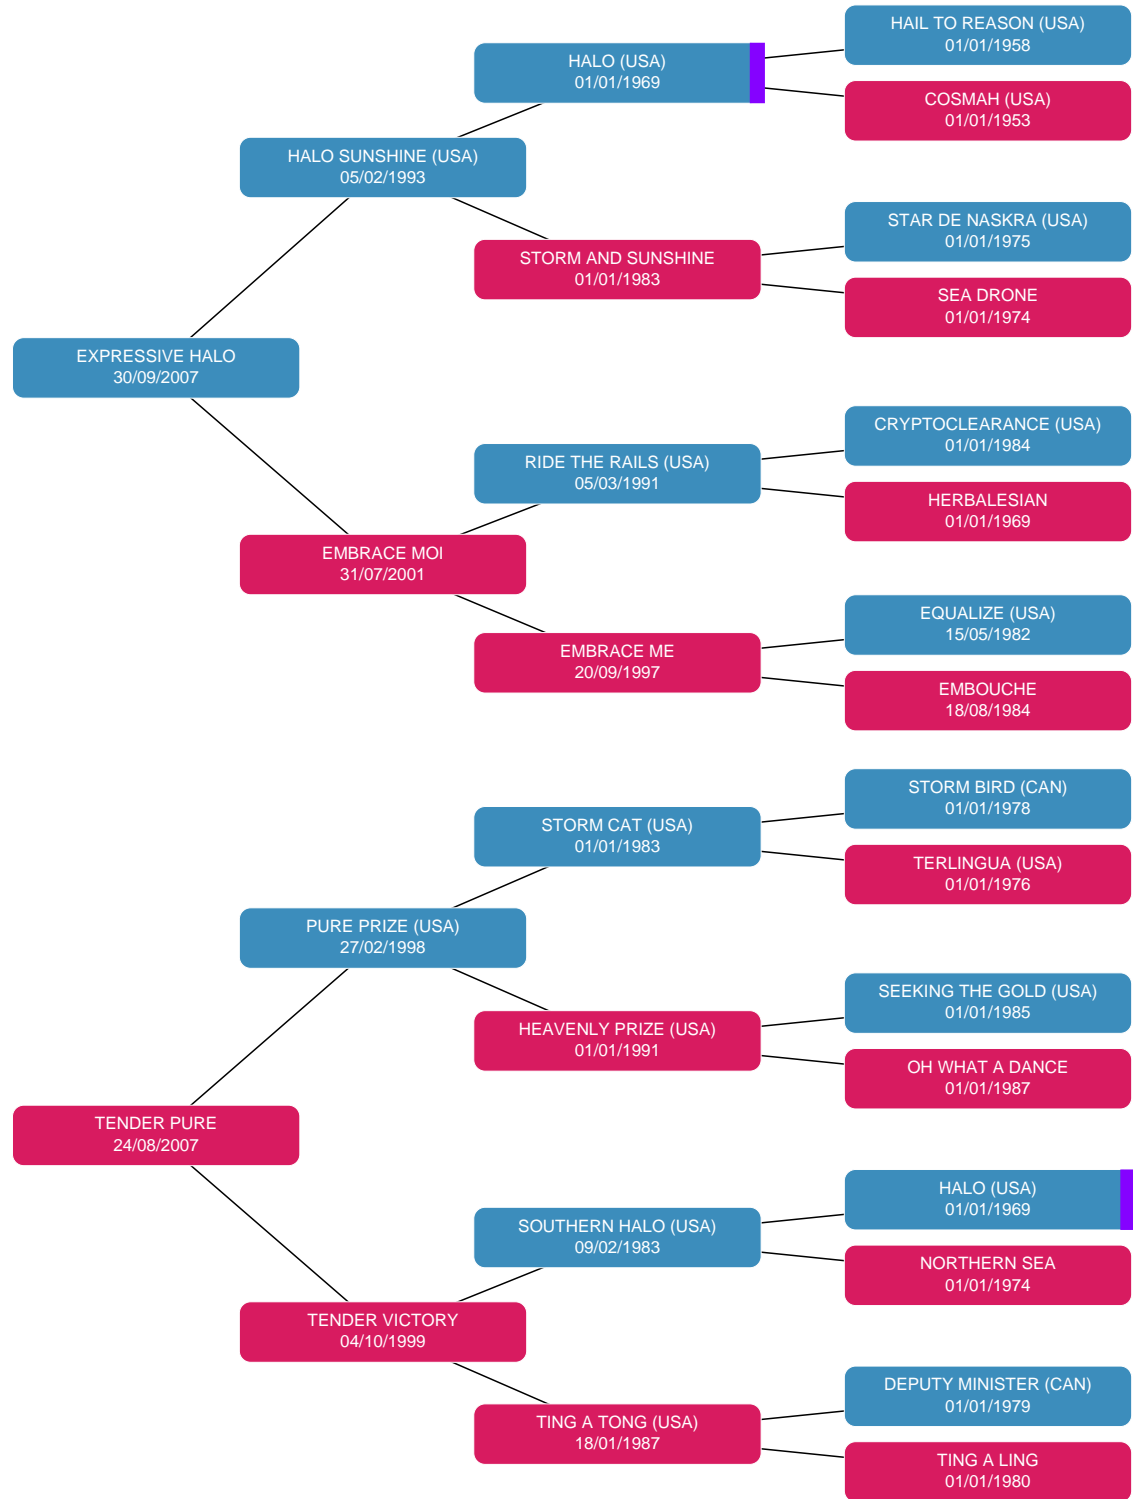 HAIL TO REASON (USA)
01/01/1958
HALO (USA)
01/01/1969
COSMAH (USA)
01/01/1953
HALO SUNSHINE (USA)
05/02/1993
STAR DE NASKRA (USA)
01/01/1975
STORM AND SUNSHINE
01/01/1983
SEA DRONE
01/01/1974
EXPRESSIVE HALO
30/09/2007
CRYPTOCLEARANCE (USA)
01/01/1984
RIDE THE RAILS (USA)
05/03/1991
HERBALESIAN
01/01/1969
EMBRACE MOI
31/07/2001
EQUALIZE (USA)
15/05/1982
EMBRACE ME
20/09/1997
EMBOUCHE
18/08/1984
STORM BIRD (CAN)
01/01/1978
STORM CAT (USA)
01/01/1983
TERLINGUA (USA)
01/01/1976
PURE PRIZE (USA)
27/02/1998
SEEKING THE GOLD (USA)
01/01/1985
HEAVENLY PRIZE (USA)
01/01/1991
OH WHAT A DANCE
01/01/1987
TENDER PURE
24/08/2007
HALO (USA)
01/01/1969
SOUTHERN HALO (USA)
09/02/1983
NORTHERN SEA
01/01/1974
TENDER VICTORY
04/10/1999
DEPUTY MINISTER (CAN)
01/01/1979
TING A TONG (USA)
18/01/1987
TING A LING
01/01/1980